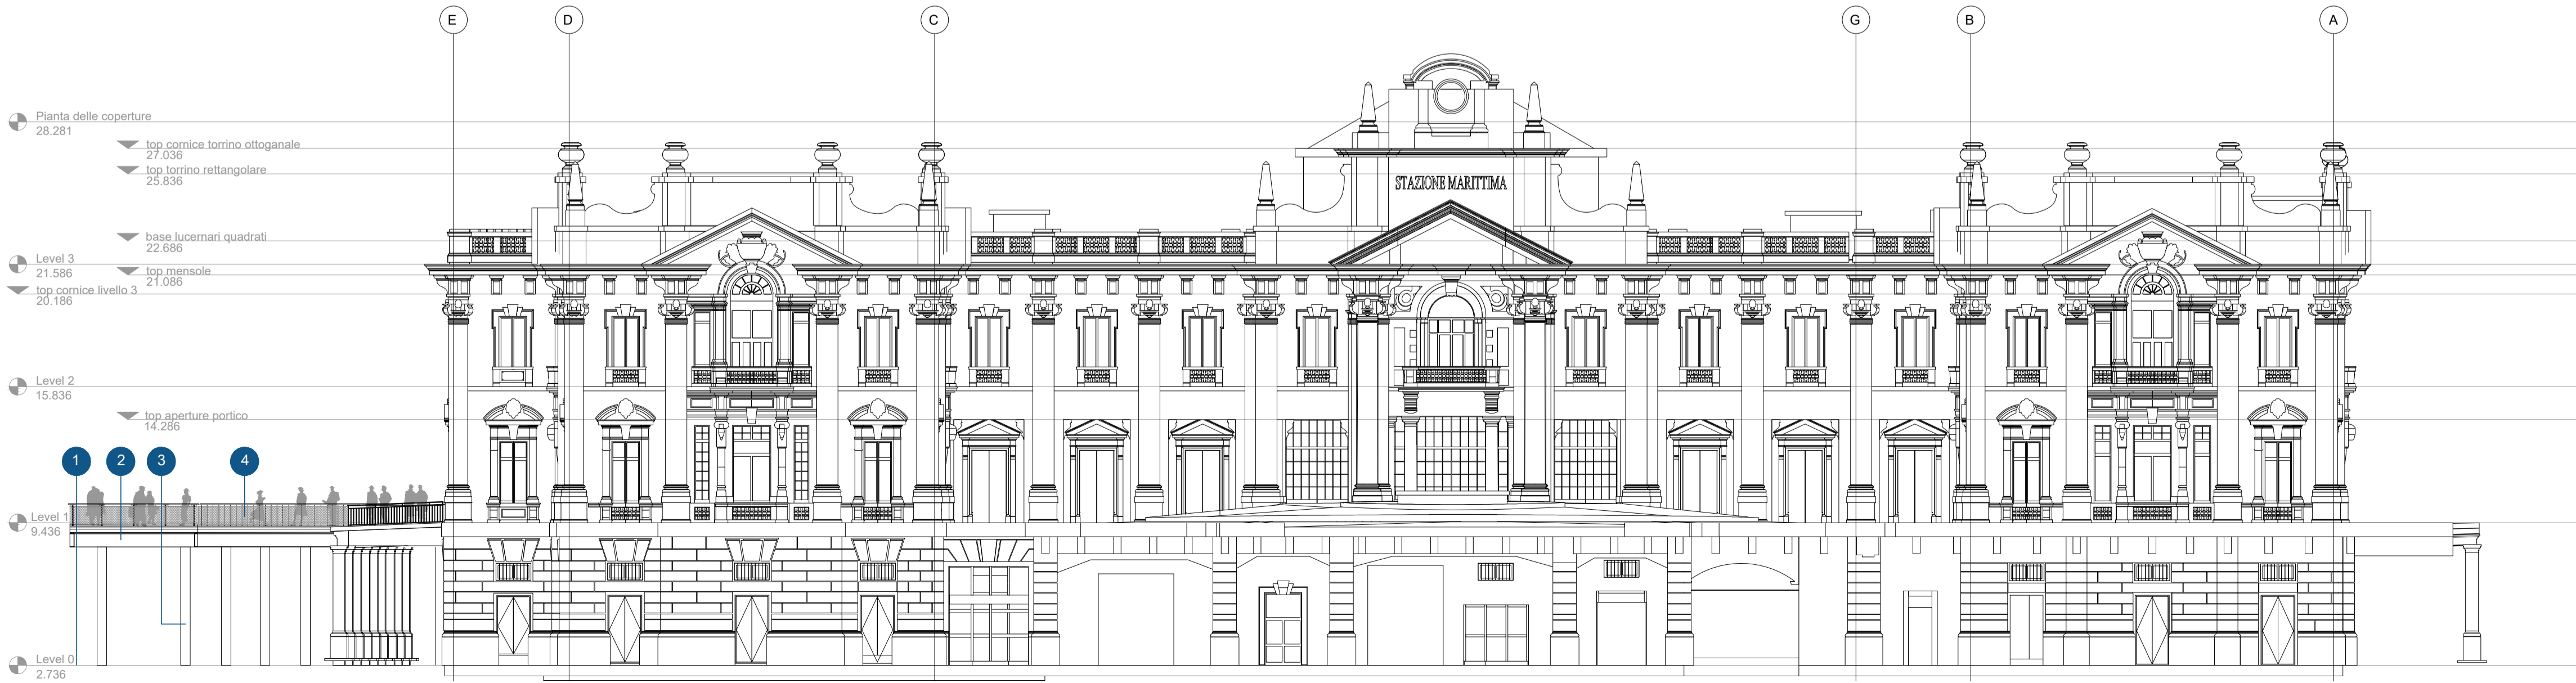 E D C G B A
Pianta delle coperture
28.281
top cornice torrino ottoganale
27.036
top torrino rettangolare
25.836
STAZIONE MARITTIMA
base lucernari quadrati
22.686
Level 3
21.586
top mensole
21.086
top cornice livello 3
20.186
Level 2
15.836
top aperture portico
14.286
1 2 3 4
Level 1
9.436
Level 0
2.736